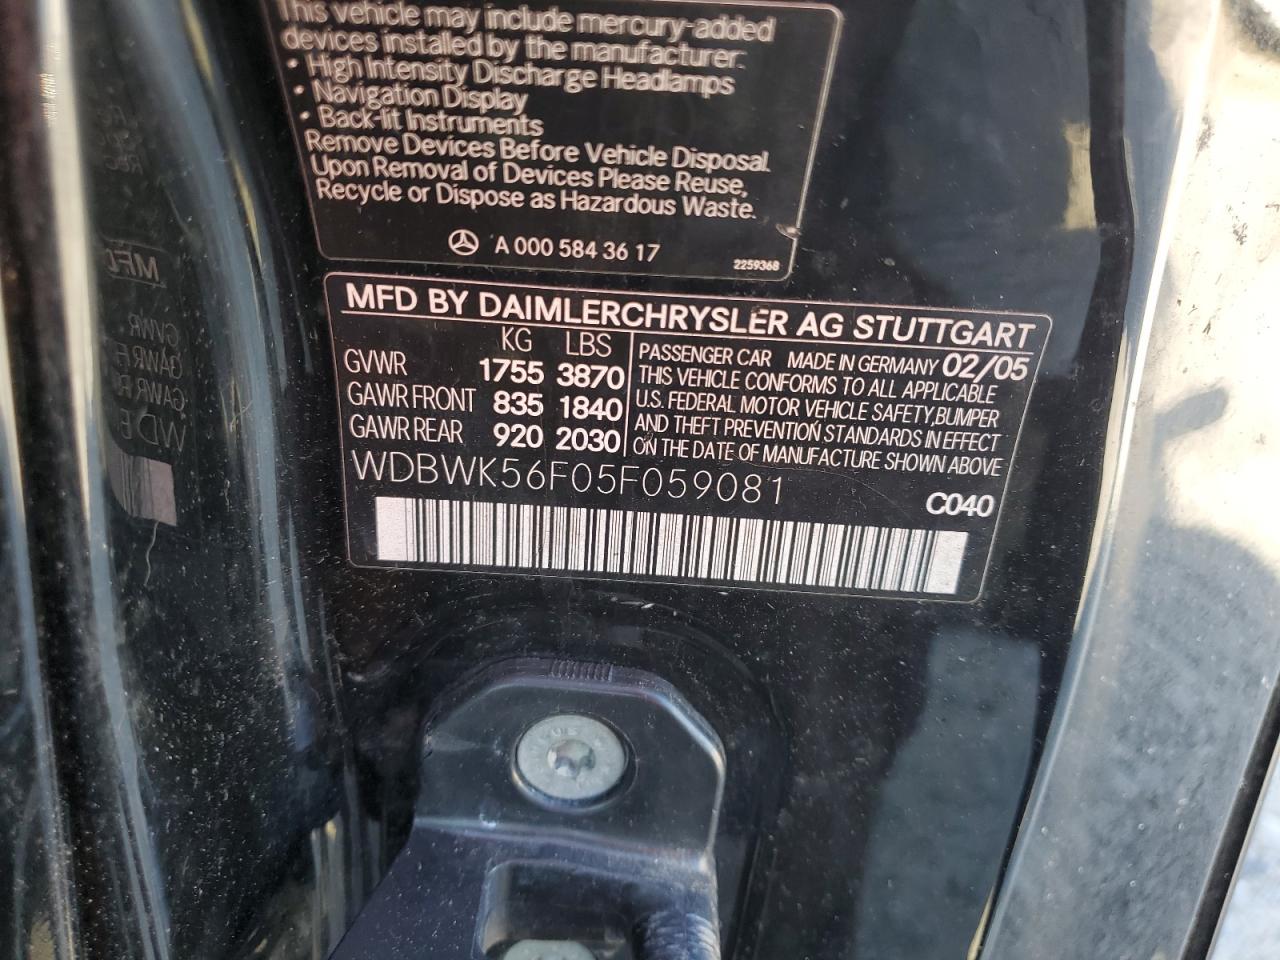 This vehicle may include mercury-added
devices installed by the manufacturer:
• High Intensity Discharge Headlamps
• Navigation Display
• Back-lit Instruments
Remove Devices Before Vehicle Disposal.
Upon Removal of Devices Please Reuse,
Recycle or Dispose as Hazardous Waste.
A 000 584 36 17
2259368
MFD BY DAIMLERCHRYSLER AG STUTTGART
KG LBS
GVWR 1755 3870
GAWR FRONT 835 1840
GAWR REAR 920 2030
PASSENGER CAR MADE IN GERMANY 02/05
THIS VEHICLE CONFORMS TO ALL APPLICABLE
U.S. FEDERAL MOTOR VEHICLE SAFETY, BUMPER
AND THEFT PREVENTION STANDARDS IN EFFECT
ON THE DATE OF MANUFACTURE SHOWN ABOVE
WDBWK56F05F059081
C040